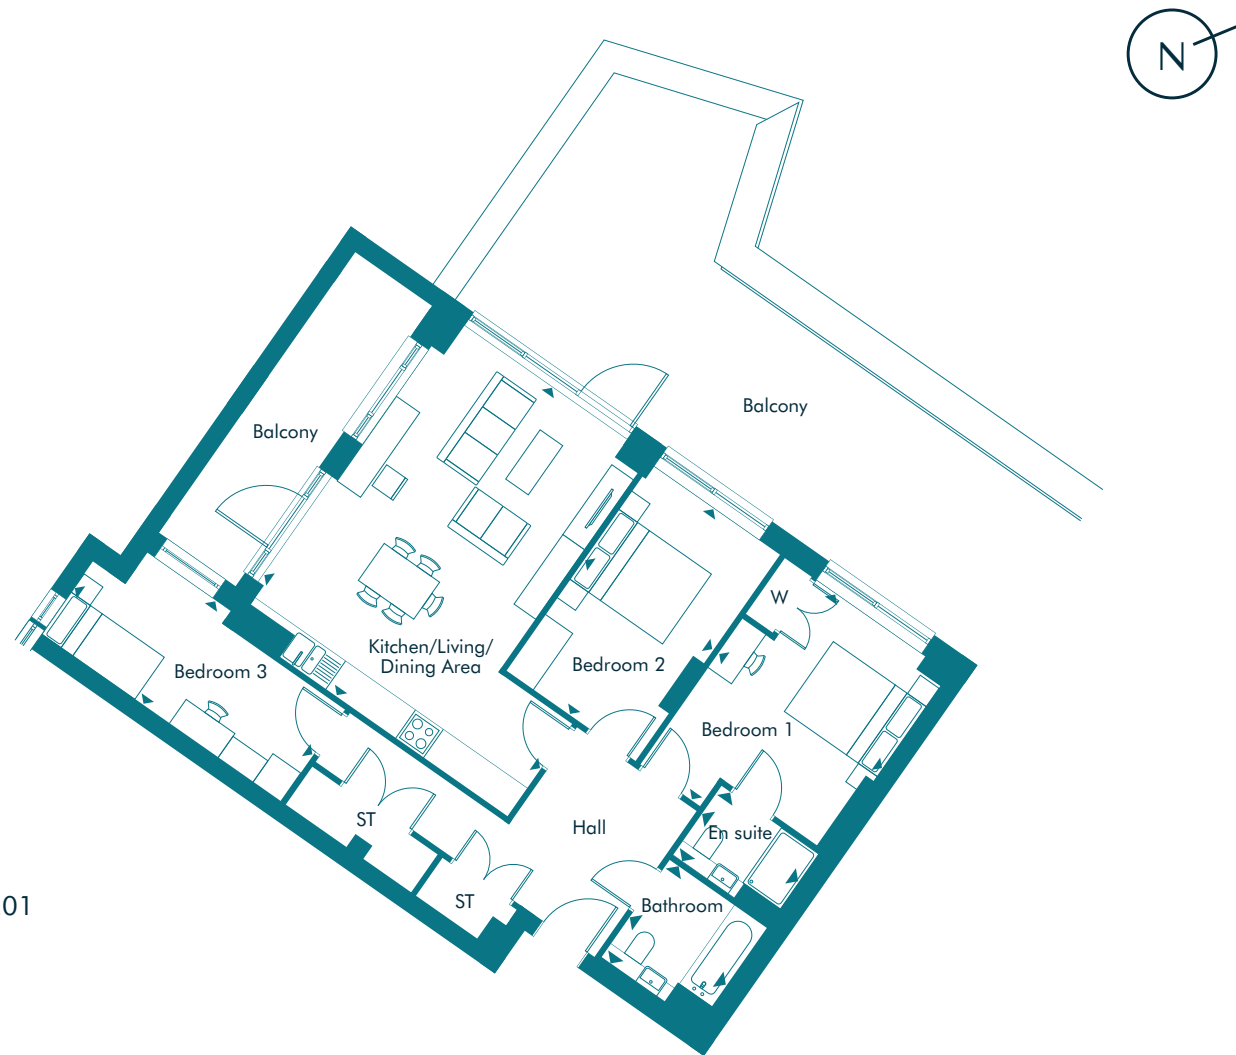 N
Balcony
Balcony
W
Kitchen/Living/
Dining Area
Bedroom 2
Bedroom 3
Bedroom 1
ST
Hall
En suite
ST
Bathroom
01